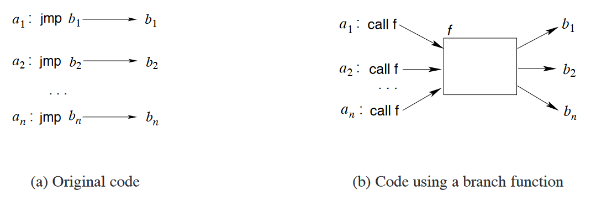 a₁ : jmp b₁ b₁
a₂ : jmp b₂ b₂
. . .
aₙ : jmp bₙ bₙ
(a) Original code
a₁ : call f
f
b₁
a₂ : call f b₂
. . .
aₙ : call f bₙ
(b) Code using a branch function